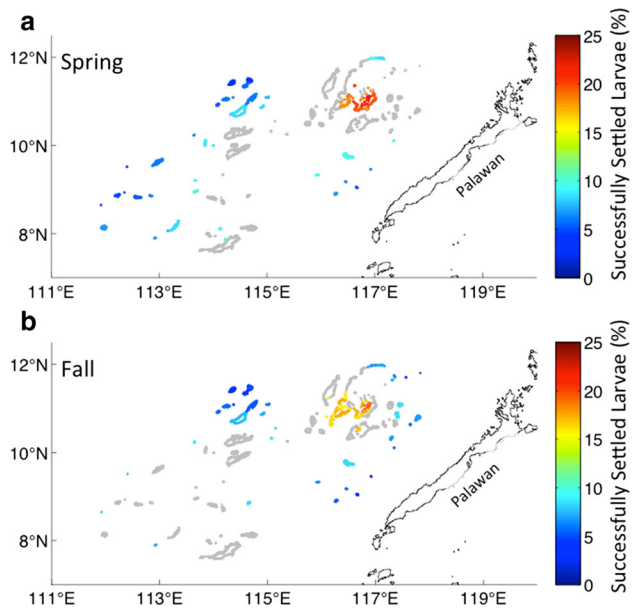 a
Spring
12°N
10°N
8°N
111°E 113°E 115°E 117°E 119°E
Palawan
25
20
15
10
5
0
Successfully Settled Larvae (%)
b
Fall
12°N
10°N
8°N
111°E 113°E 115°E 117°E 119°E
Palawan
25
20
15
10
5
0
Successfully Settled Larvae (%)